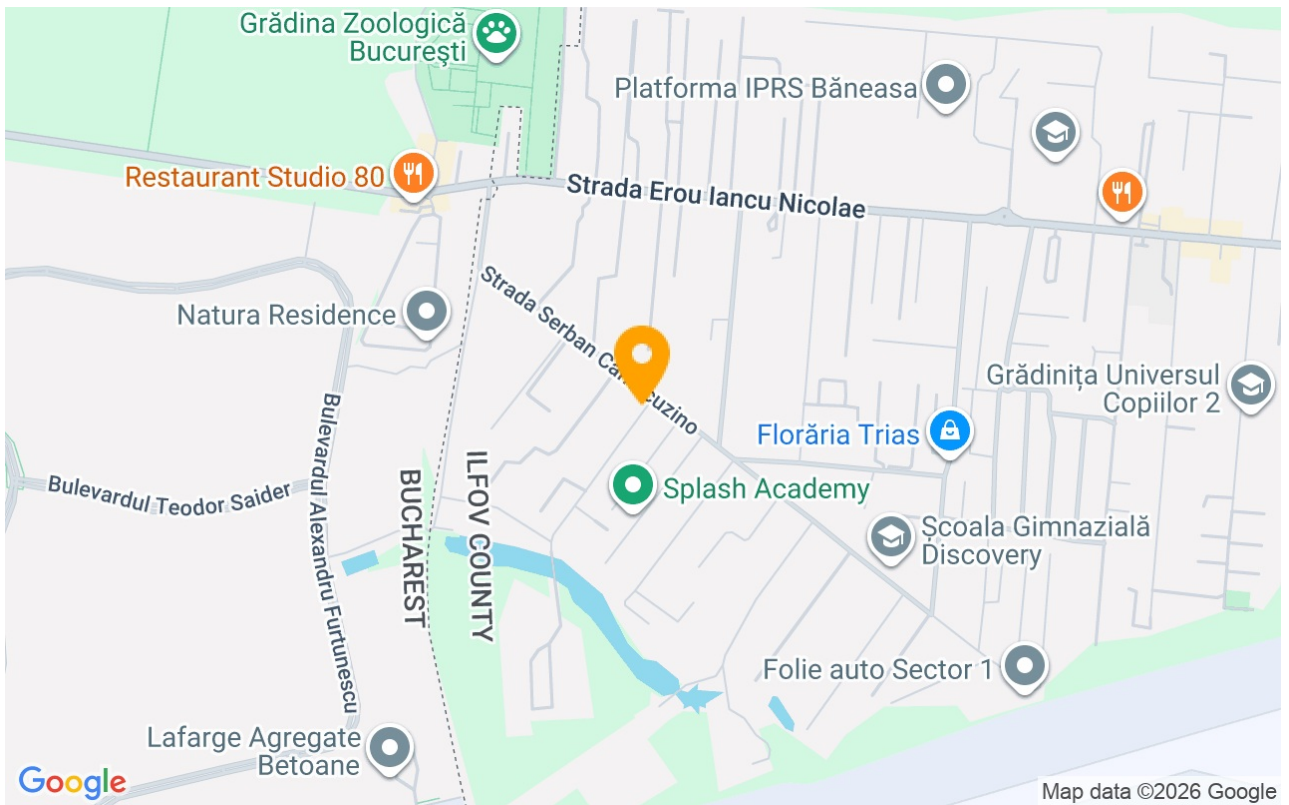 Grădina Zoologică
Bucureşti
Platforma IPRS Băneasa
Restaurant Studio 80
Strada Erou Iancu Nicolae
Strada Serban Can cuzino
Natura Residence
Grădinița Universul
Copiilor 2
Florăria Trias
Bulevardul Alexandru Furtunescu
Bulevardul Teodor Saider
BUCHAREST
ILFOV COUNTY
Splash Academy
Școala Gimnazială
Discovery
Folie auto Sector 1
Lafarge Agregate
Betoane
Google
Map data ©2026 Google